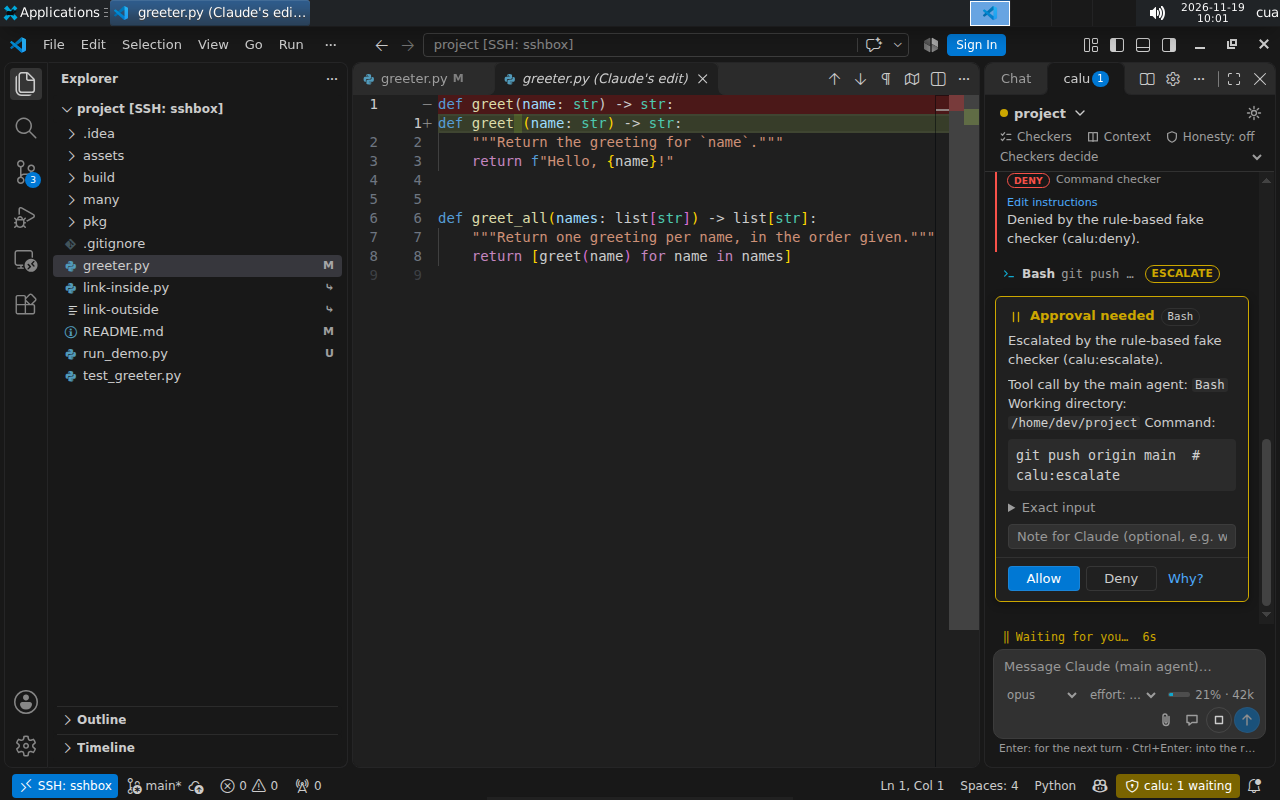 Applications
greeter.py (Claude's edi...
2026-11-19
10:01
cua
File Edit Selection View Go Run ···
project [SSH: sshbox]
Sign In
Explorer
project [SSH: sshbox]
.idea
assets
build
many
pkg
.gitignore
greeter.py M
link-inside.py
link-outside
README.md M
run_demo.py U
test_greeter.py
Outline
Timeline
3
greeter.py M
greeter.py (Claude's edit)
1 — def greet(name: str) -> str:
1+ def greet (name: str) -> str:
2 2 """Return the greeting for `name`."""
3 3 return f"Hello, {name}!"
4 4
5 5
6 6 def greet_all(names: list[str]) -> list[str]:
7 7 """Return one greeting per name, in the order given."""
8 8 return [greet(name) for name in names]
9 9
Chat calu 1
project
Checkers Context Honesty: off
Checkers decide
DENY Command checker
Edit instructions
Denied by the rule-based fake
checker (calu:deny).
Bash git push … ESCALATE
Approval needed Bash
Escalated by the rule-based fake
checker (calu:escalate).
Tool call by the main agent: Bash
Working directory:
/home/dev/project Command:
git push origin main #
calu:escalate
Exact input
Note for Claude (optional, e.g. w
Allow Deny Why?
Waiting for you… 6s
Message Claude (main agent)…
opus effort: ... 21% · 42k
Enter: for the next turn · Ctrl+Enter: into the r…
SSH: sshbox main* 0 0 0
Ln 1, Col 1 Spaces: 4 Python calu: 1 waiting